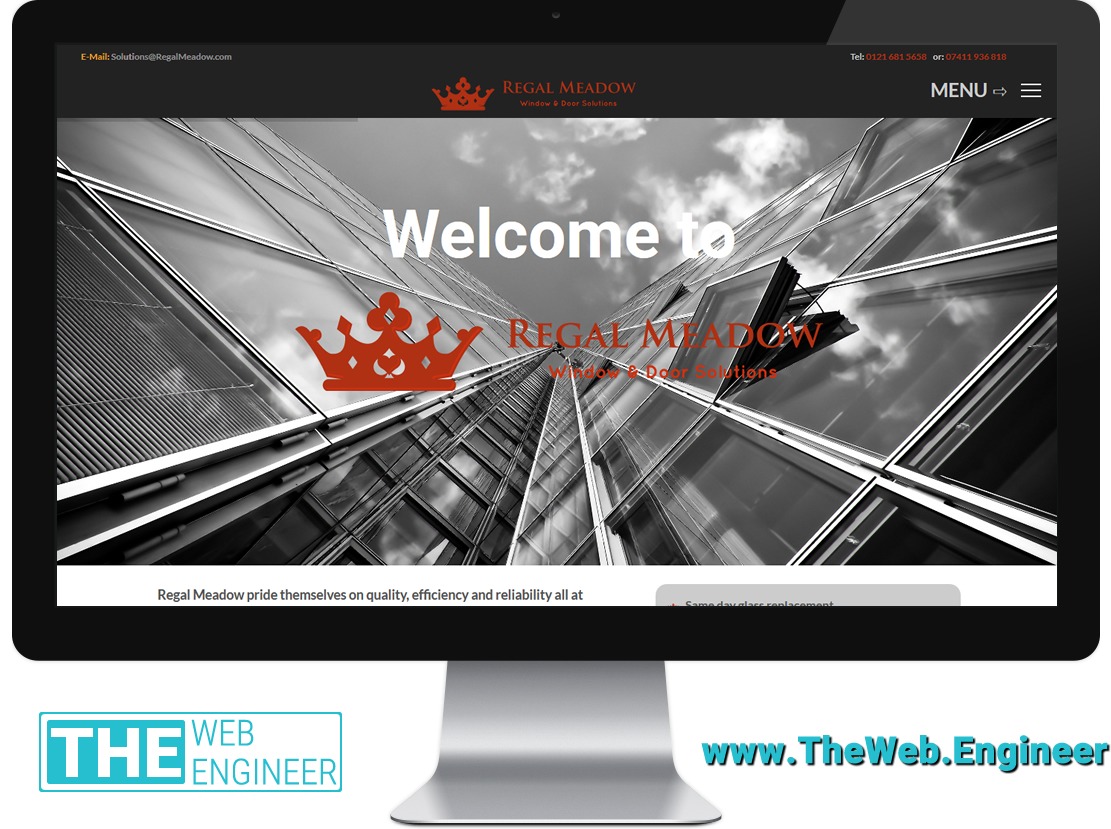 E-Mail: Solutions@RegalMeadow.com
Tel: 0121 681 5658 or: 07411 936 818
REGAL MEADOW
Window & Door Solutions
MENU ⇨
Welcome to
REGAL MEADOW
Window & Door Solutions
Regal Meadow pride themselves on quality, efficiency and reliability all at
Same day glass replacement
THE WEB
ENGINEER
www.TheWeb.Engineer